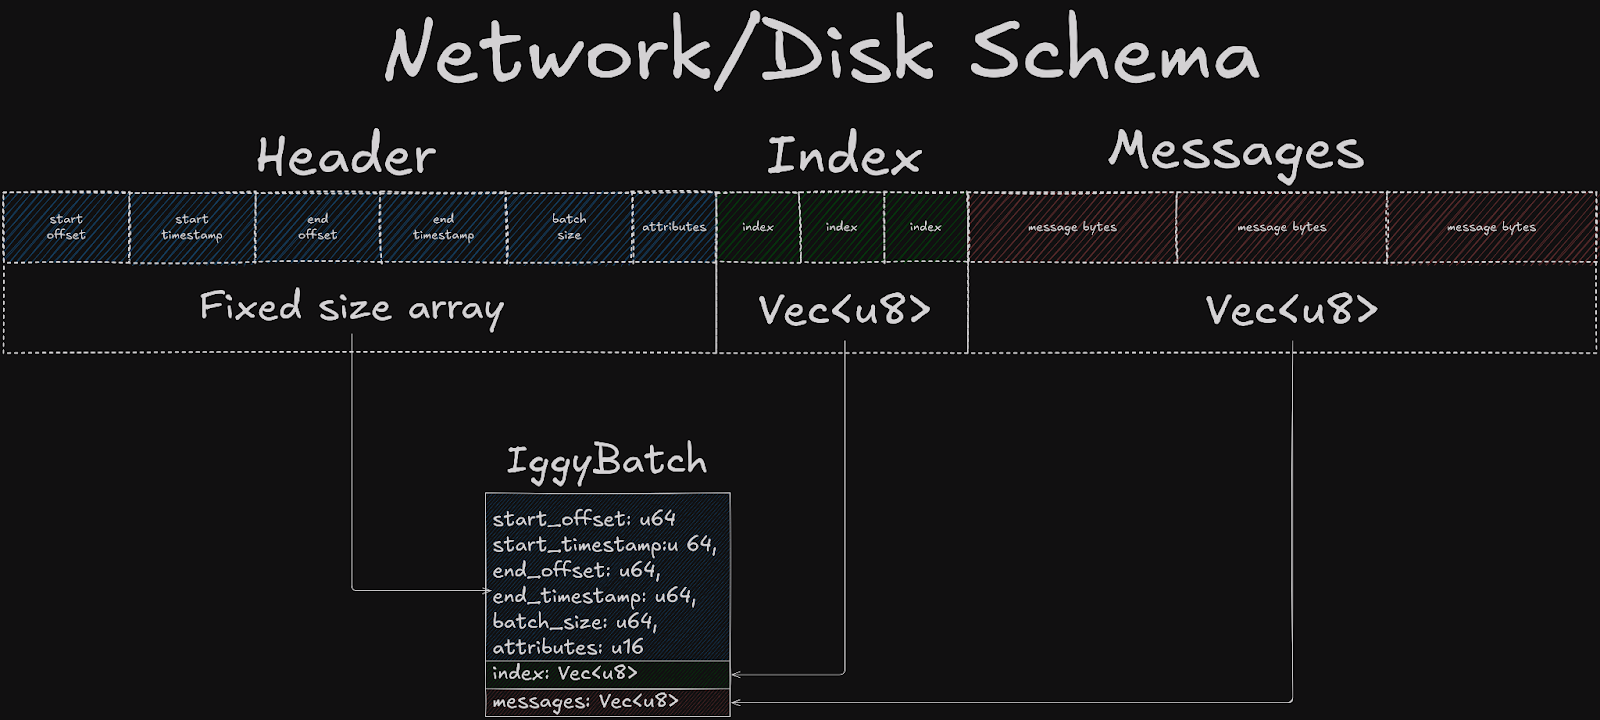 Network/Disk Schema
Header
Index
Messages
start
offset
start
timestamp
end
offset
end
timestamp
batch
size
attributes
index
index
index
message bytes
message bytes
message bytes
Fixed size array
Vec<u8>
Vec<u8>
IggyBatch
start_offset: u64
start_timestamp:u 64,
end_offset: u64,
end_timestamp: u64,
batch_size: u64,
attributes: u16
index: Vec<u8>
messages: Vec<u8>